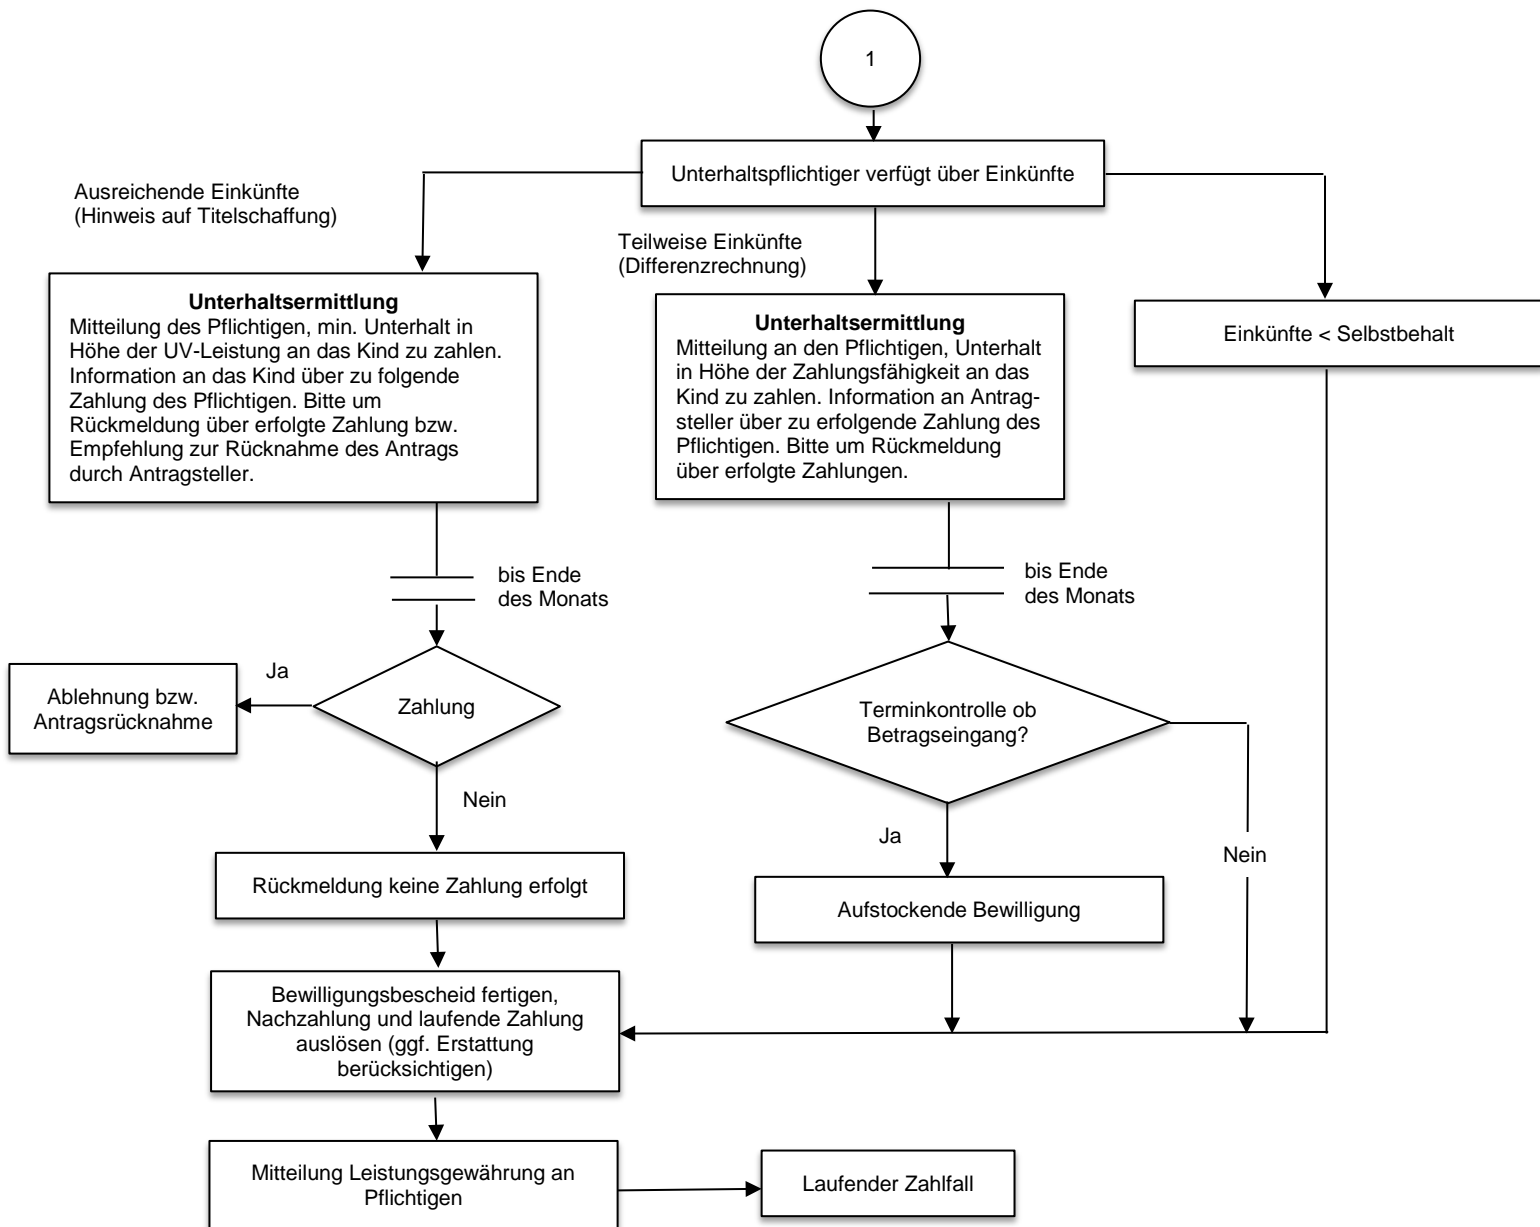 1
Unterhaltspflichtiger verfügt über Einkünfte
Ausreichende Einkünfte
(Hinweis auf Titelschaffung)
Teilweise Einkünfte
(Differenzrechnung)
Unterhaltsermittlung
Mitteilung des Pflichtigen, min. Unterhalt in
Höhe der UV-Leistung an das Kind zu zahlen.
Information an das Kind über zu folgende
Zahlung des Pflichtigen. Bitte um
Rückmeldung über erfolgte Zahlung bzw.
Empfehlung zur Rücknahme des Antrags
durch Antragsteller.
Unterhaltsermittlung
Mitteilung an den Pflichtigen, Unterhalt
in Höhe der Zahlungsfähigkeit an das
Kind zu zahlen. Information an Antrag-
steller über zu erfolgende Zahlung des
Pflichtigen. Bitte um Rückmeldung
über erfolgte Zahlungen.
Einkünfte < Selbstbehalt
bis Ende
des Monats
bis Ende
des Monats
Ja
Ablehnung bzw.
Antragsrücknahme
Zahlung
Terminkontrolle ob
Betragseingang?
Nein
Ja
Nein
Rückmeldung keine Zahlung erfolgt
Aufstockende Bewilligung
Bewilligungsbescheid fertigen,
Nachzahlung und laufende Zahlung
auslösen (ggf. Erstattung
berücksichtigen)
Mitteilung Leistungsgewährung an
Pflichtigen
Laufender Zahlfall